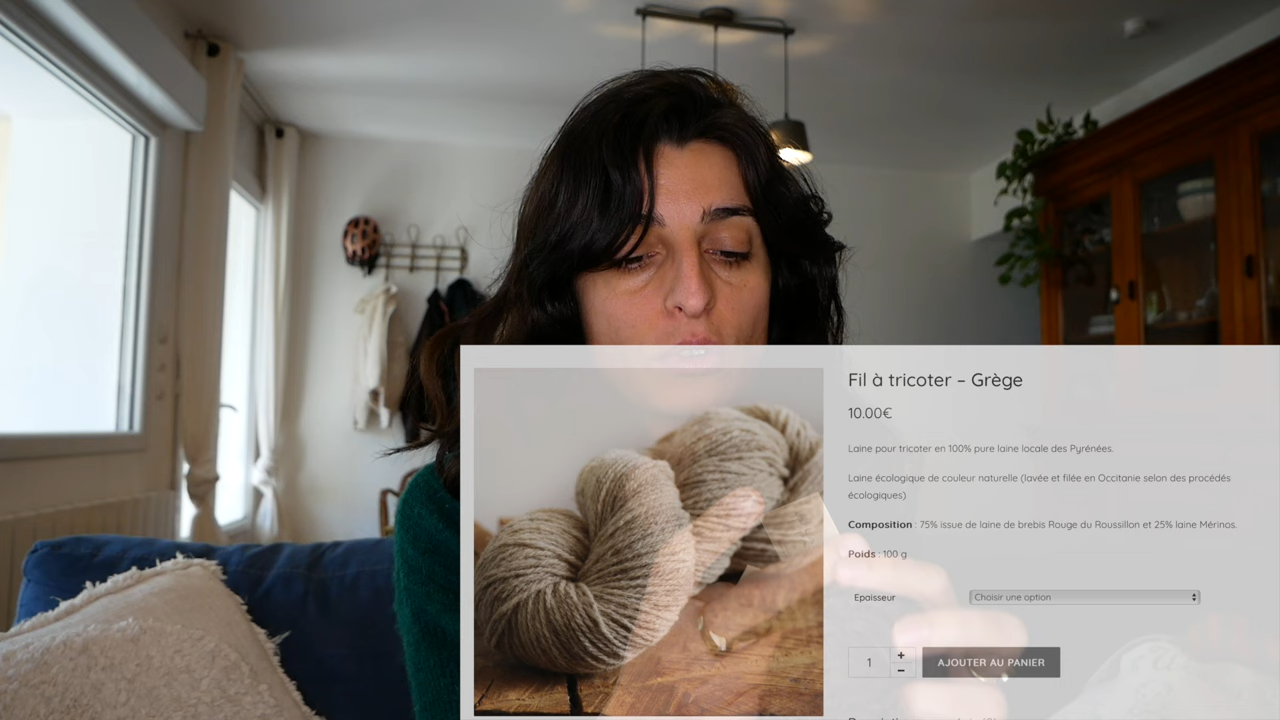 Fil à tricoter – Grège
10.00€
Laine pour tricoter en 100% pure laine locale des Pyrénées.
Laine écologique de couleur naturelle (lavée et filée en Occitanie selon des procédés
écologiques)
Composition : 75% issue de laine de brebis Rouge du Roussillon et 25% laine Mérinos.
Poids : 100 g
Epaisseur Choisir une option
1 + -
AJOUTER AU PANIER